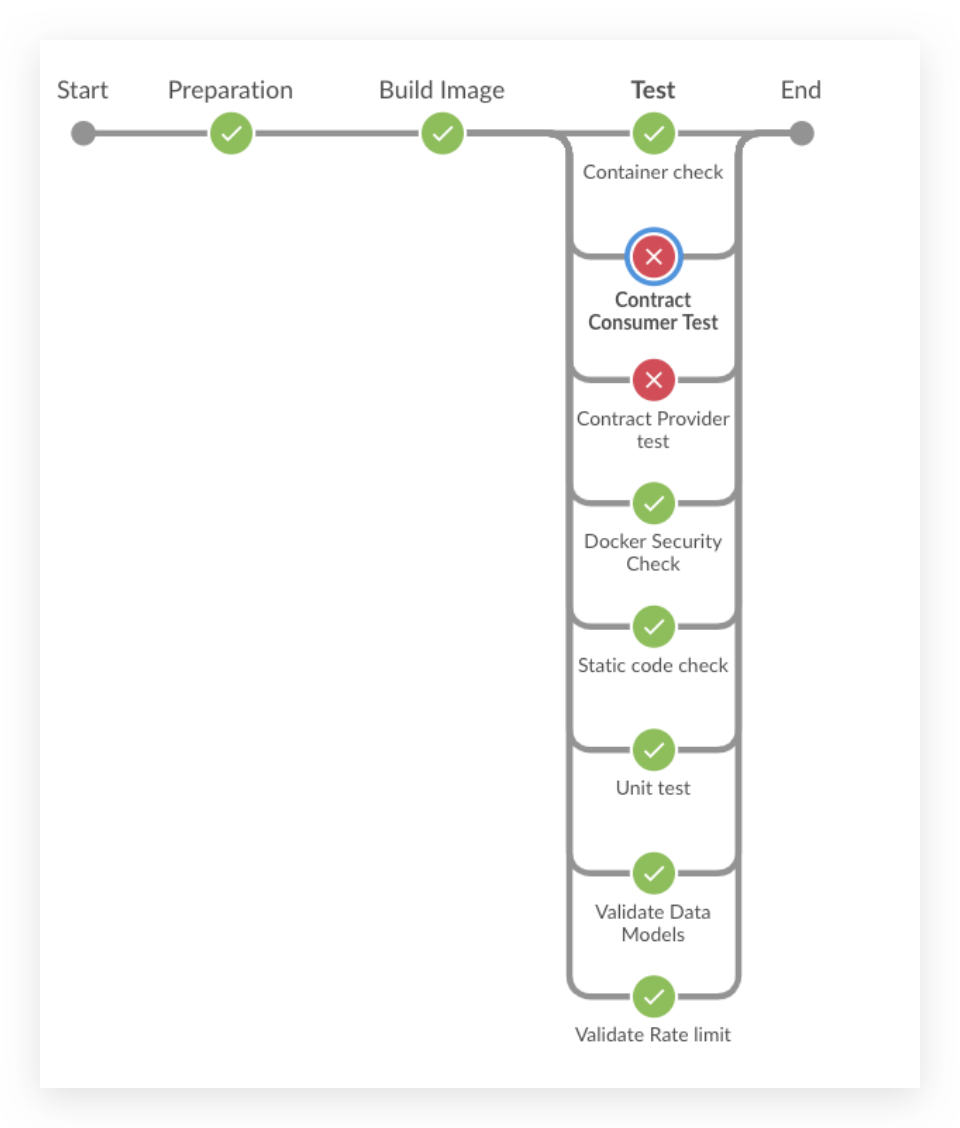 Start
Preparation
Build Image
Test
End
Container check
Contract
Consumer Test
Contract Provider
test
Docker Security
Check
Static code check
Unit test
Validate Data
Models
Validate Rate limit